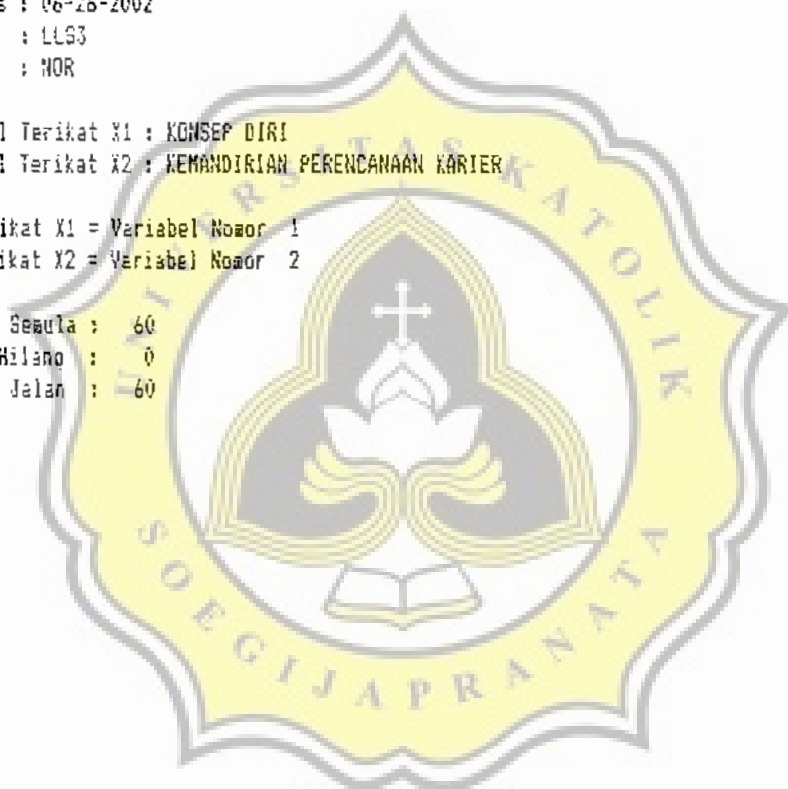 s : 06-28-2002
: LLS3
: NOR
l Terikat X1 : KONSEP DIRI
l Terikat X2 : KEMANDIRIAN PERENCANAAN KARIER
ikat X1 = Variabel Nomor 1
ikat X2 = Variabel Nomor 2
Semula : 60
Hilang : 0
Jalan : 60
UNIVERSITAS KATOLIK
SOEGIJAPRANATA